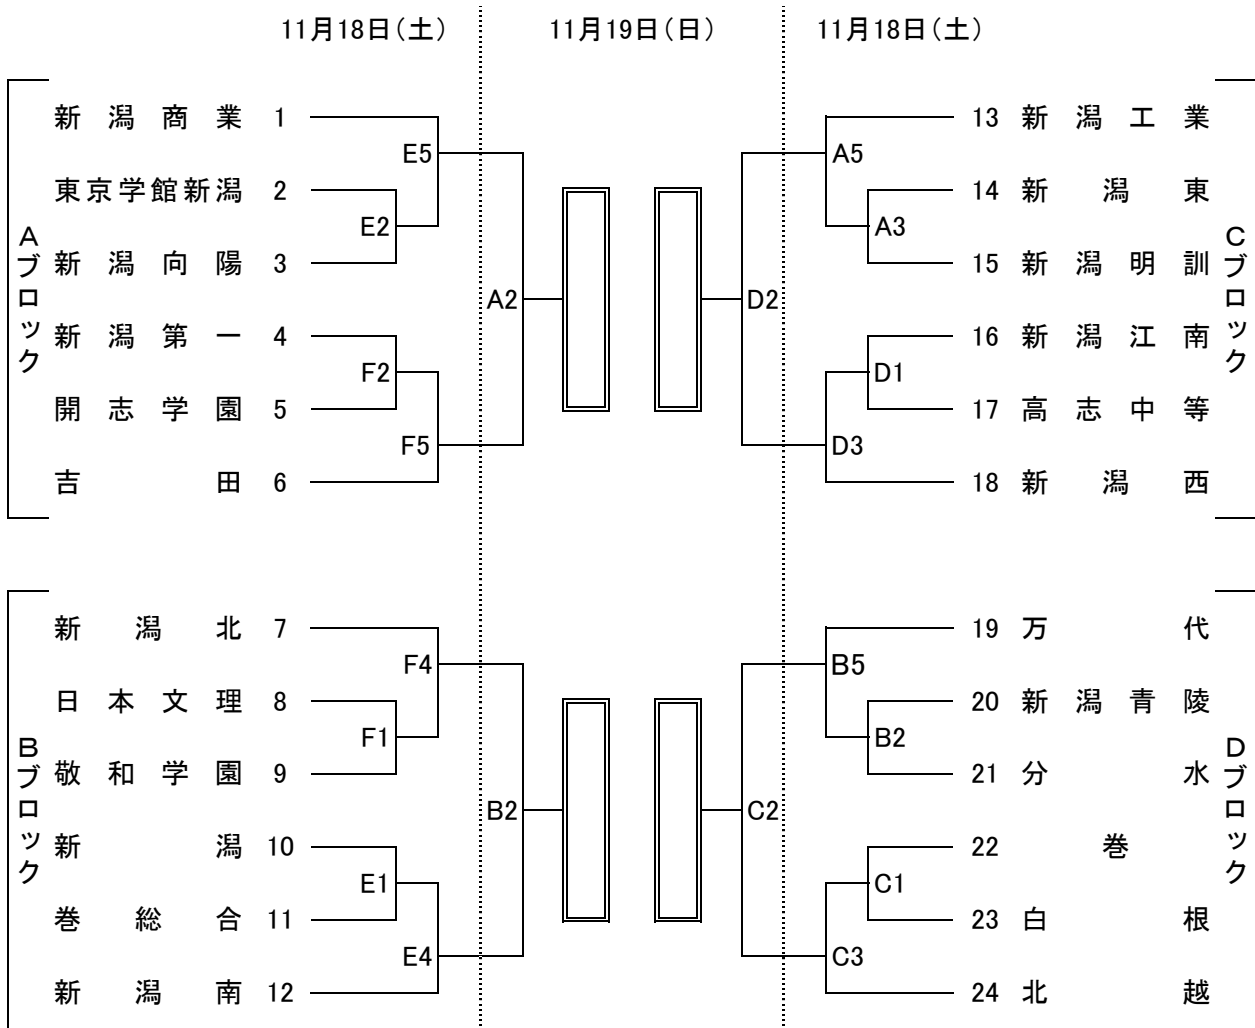 11月18日(土) 11月19日(日) 11月18日(土)
Aブロック
新潟商業 1
東京学館新潟 2
新潟向陽 3
新潟第一 4
開志学園 5
吉田 6
E5
E2
F2
F5
A2
Cブロック
13 新潟工業
14 新潟東
15 新潟明訓
16 新潟江南
17 高志中等
18 新潟西
A5
A3
D1
D3
D2
Bブロック
新潟北 7
日本文理 8
敬和学園 9
新潟 10
巻総合 11
新潟南 12
F4
F1
E1
E4
B2
Dブロック
19 万代
20 新潟青陵
21 分水
22 巻
23 白根
24 北越
B5
B2
C1
C3
C2